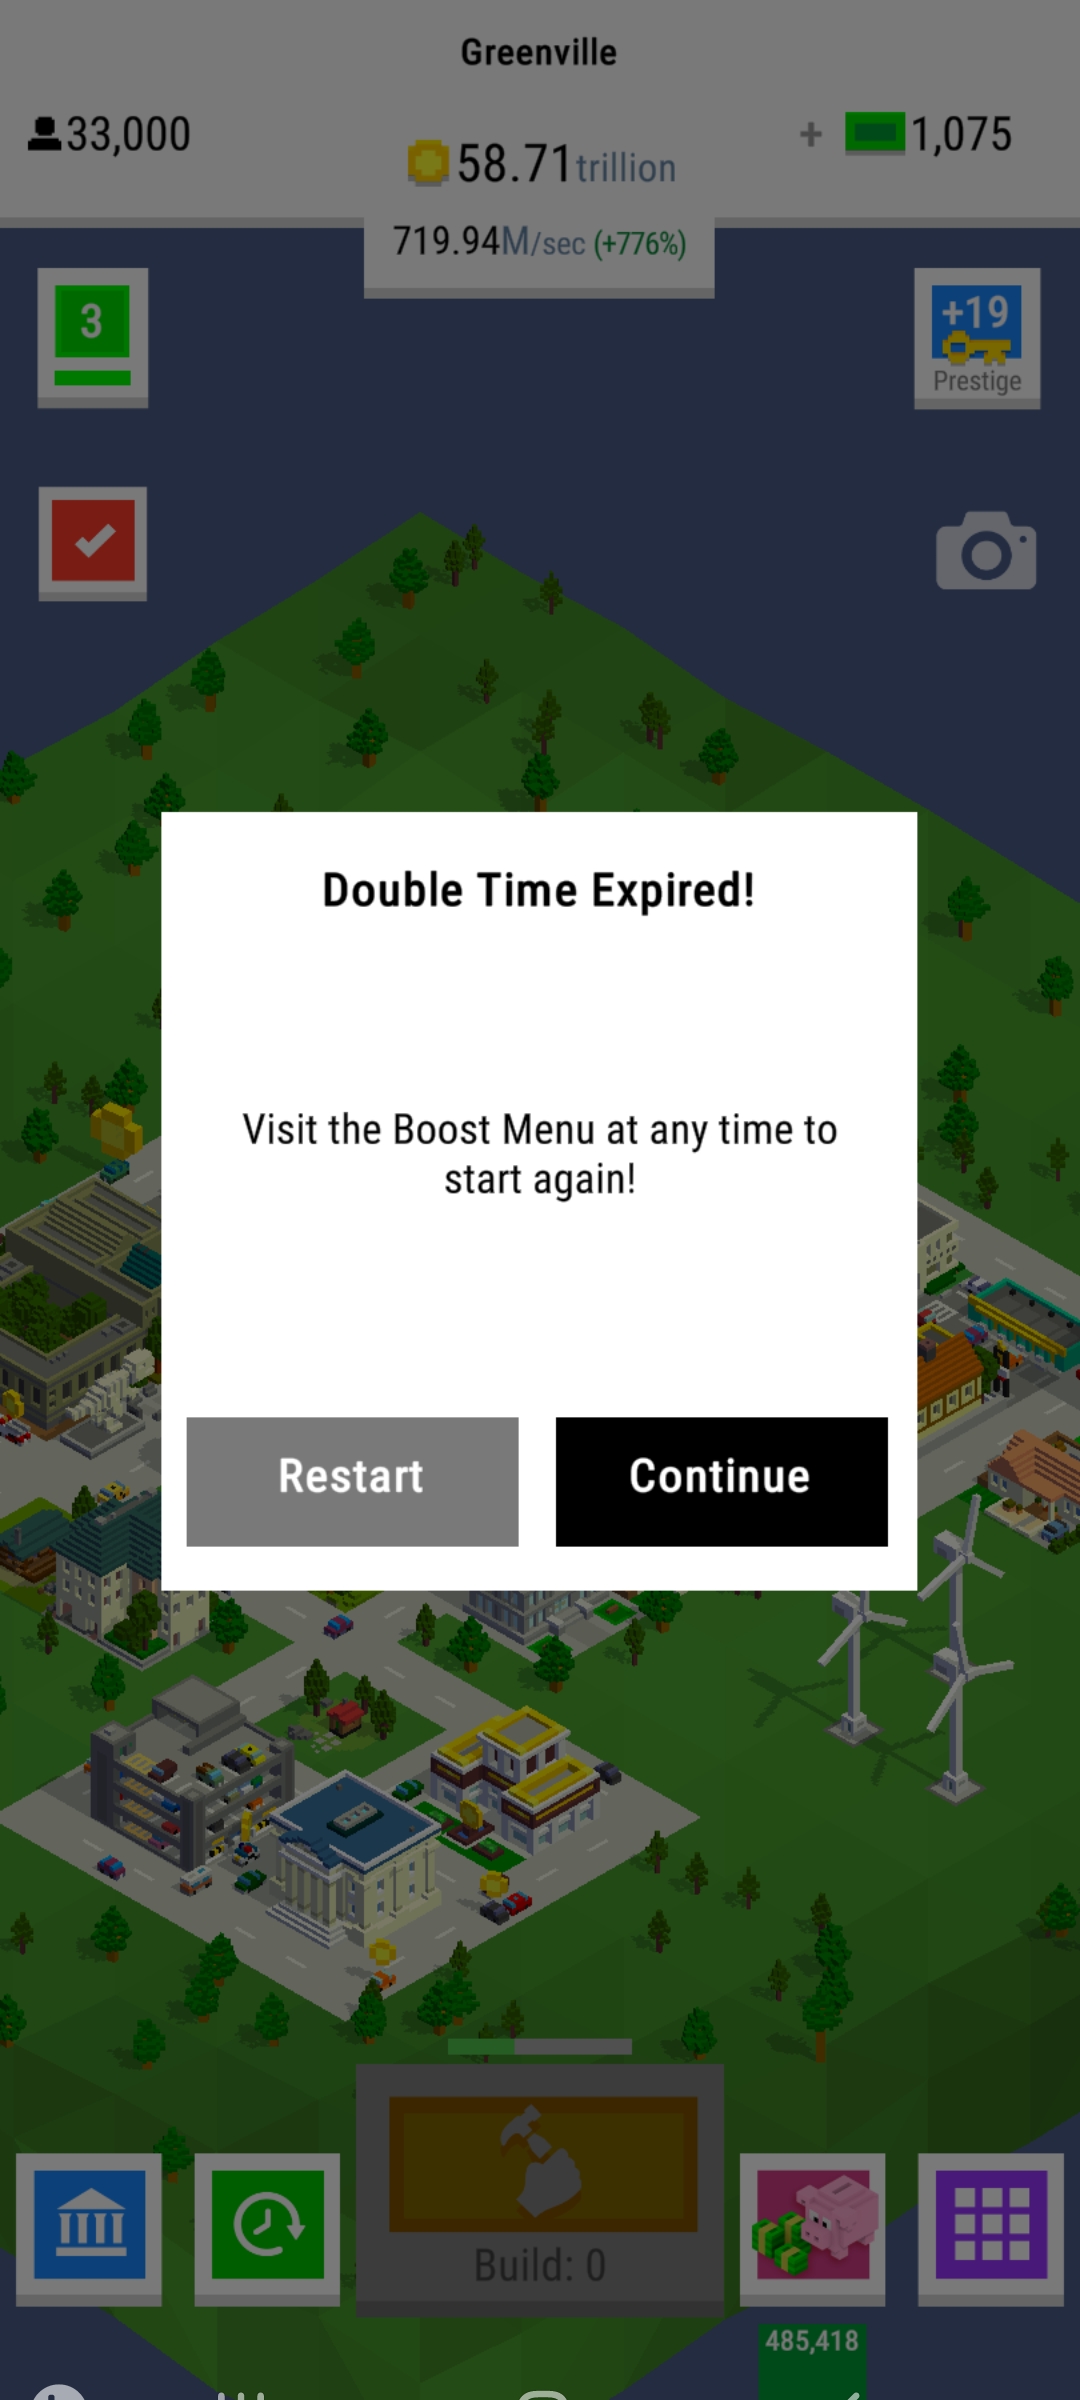 Greenville
33,000
58.71trillion
+ 1,075
719.94M/sec (+776%)
3
+19
Prestige
Double Time Expired!
Visit the Boost Menu at any time to
start again!
Restart
Continue
Build: 0
485,418